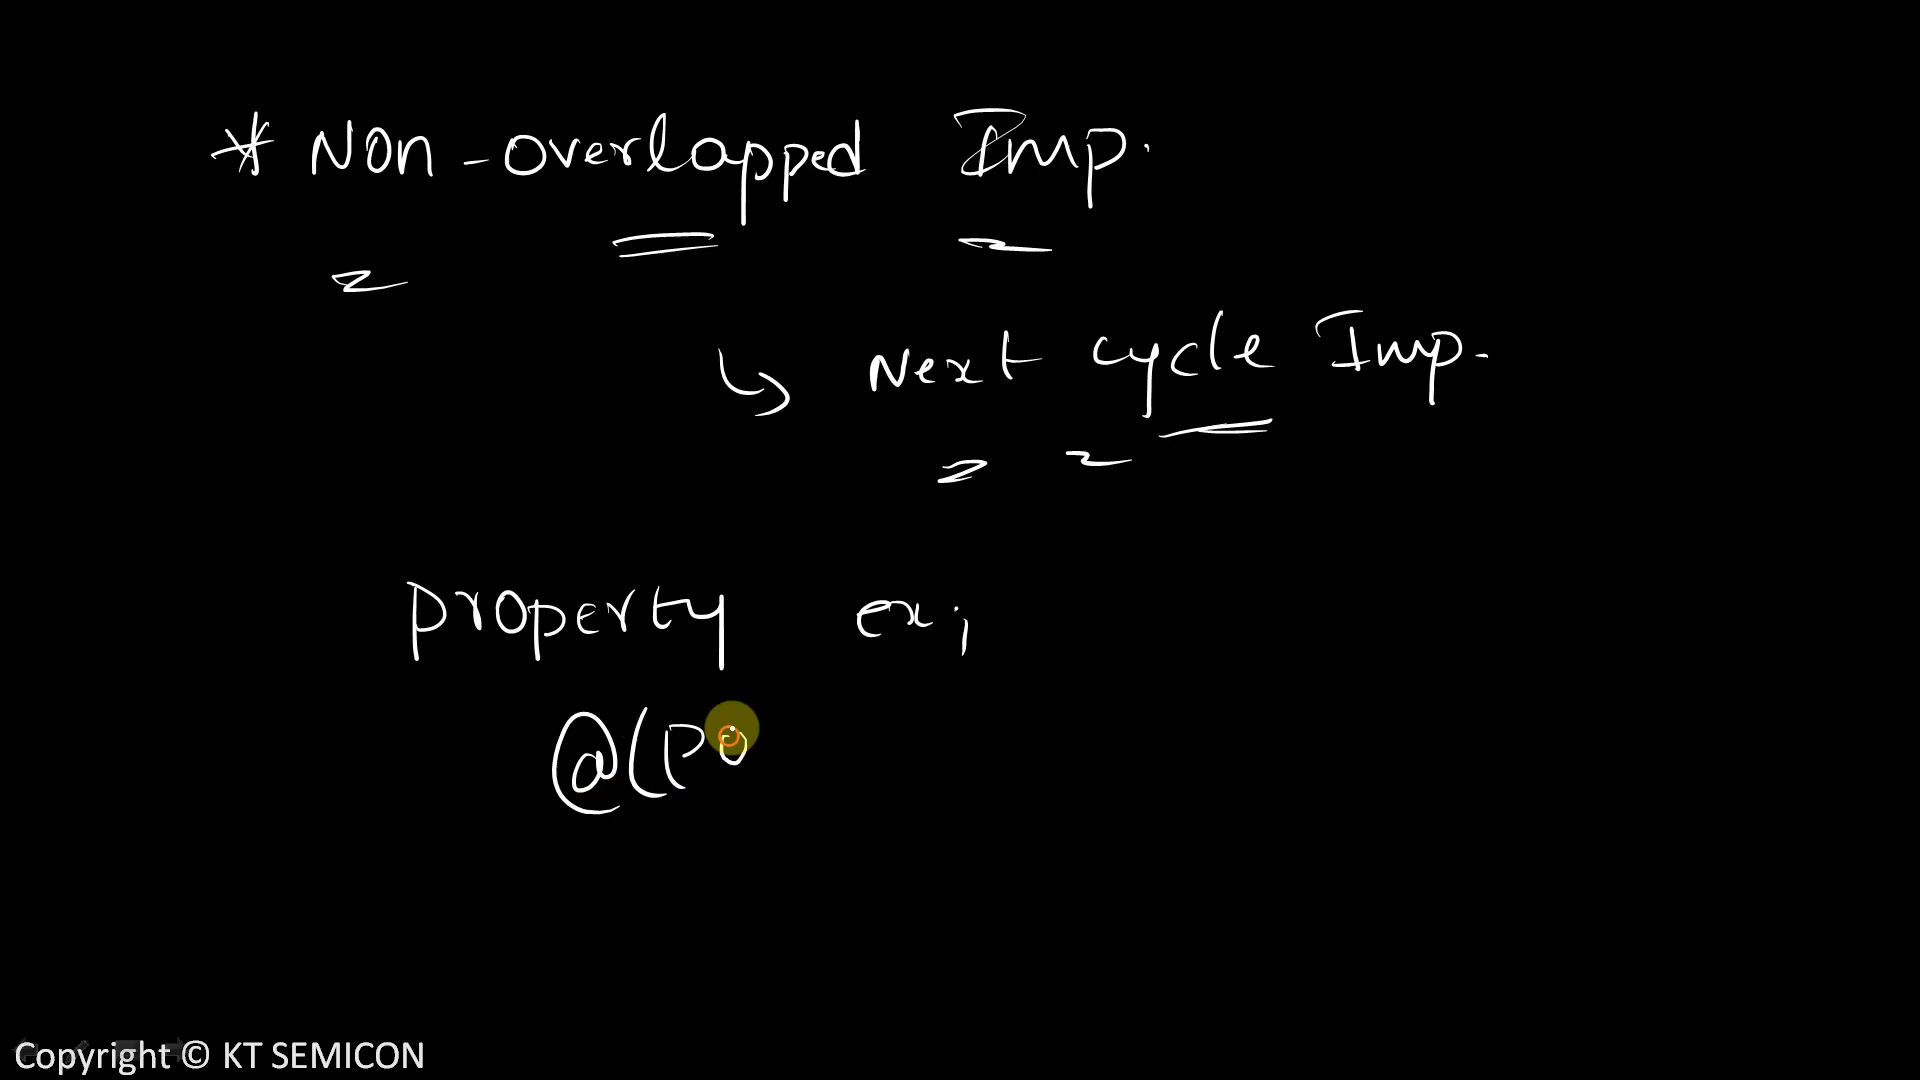 * Non-overlapped Imp.
↳ Next cycle Imp.
property ex;
@(Po
Copyright © KT SEMICON